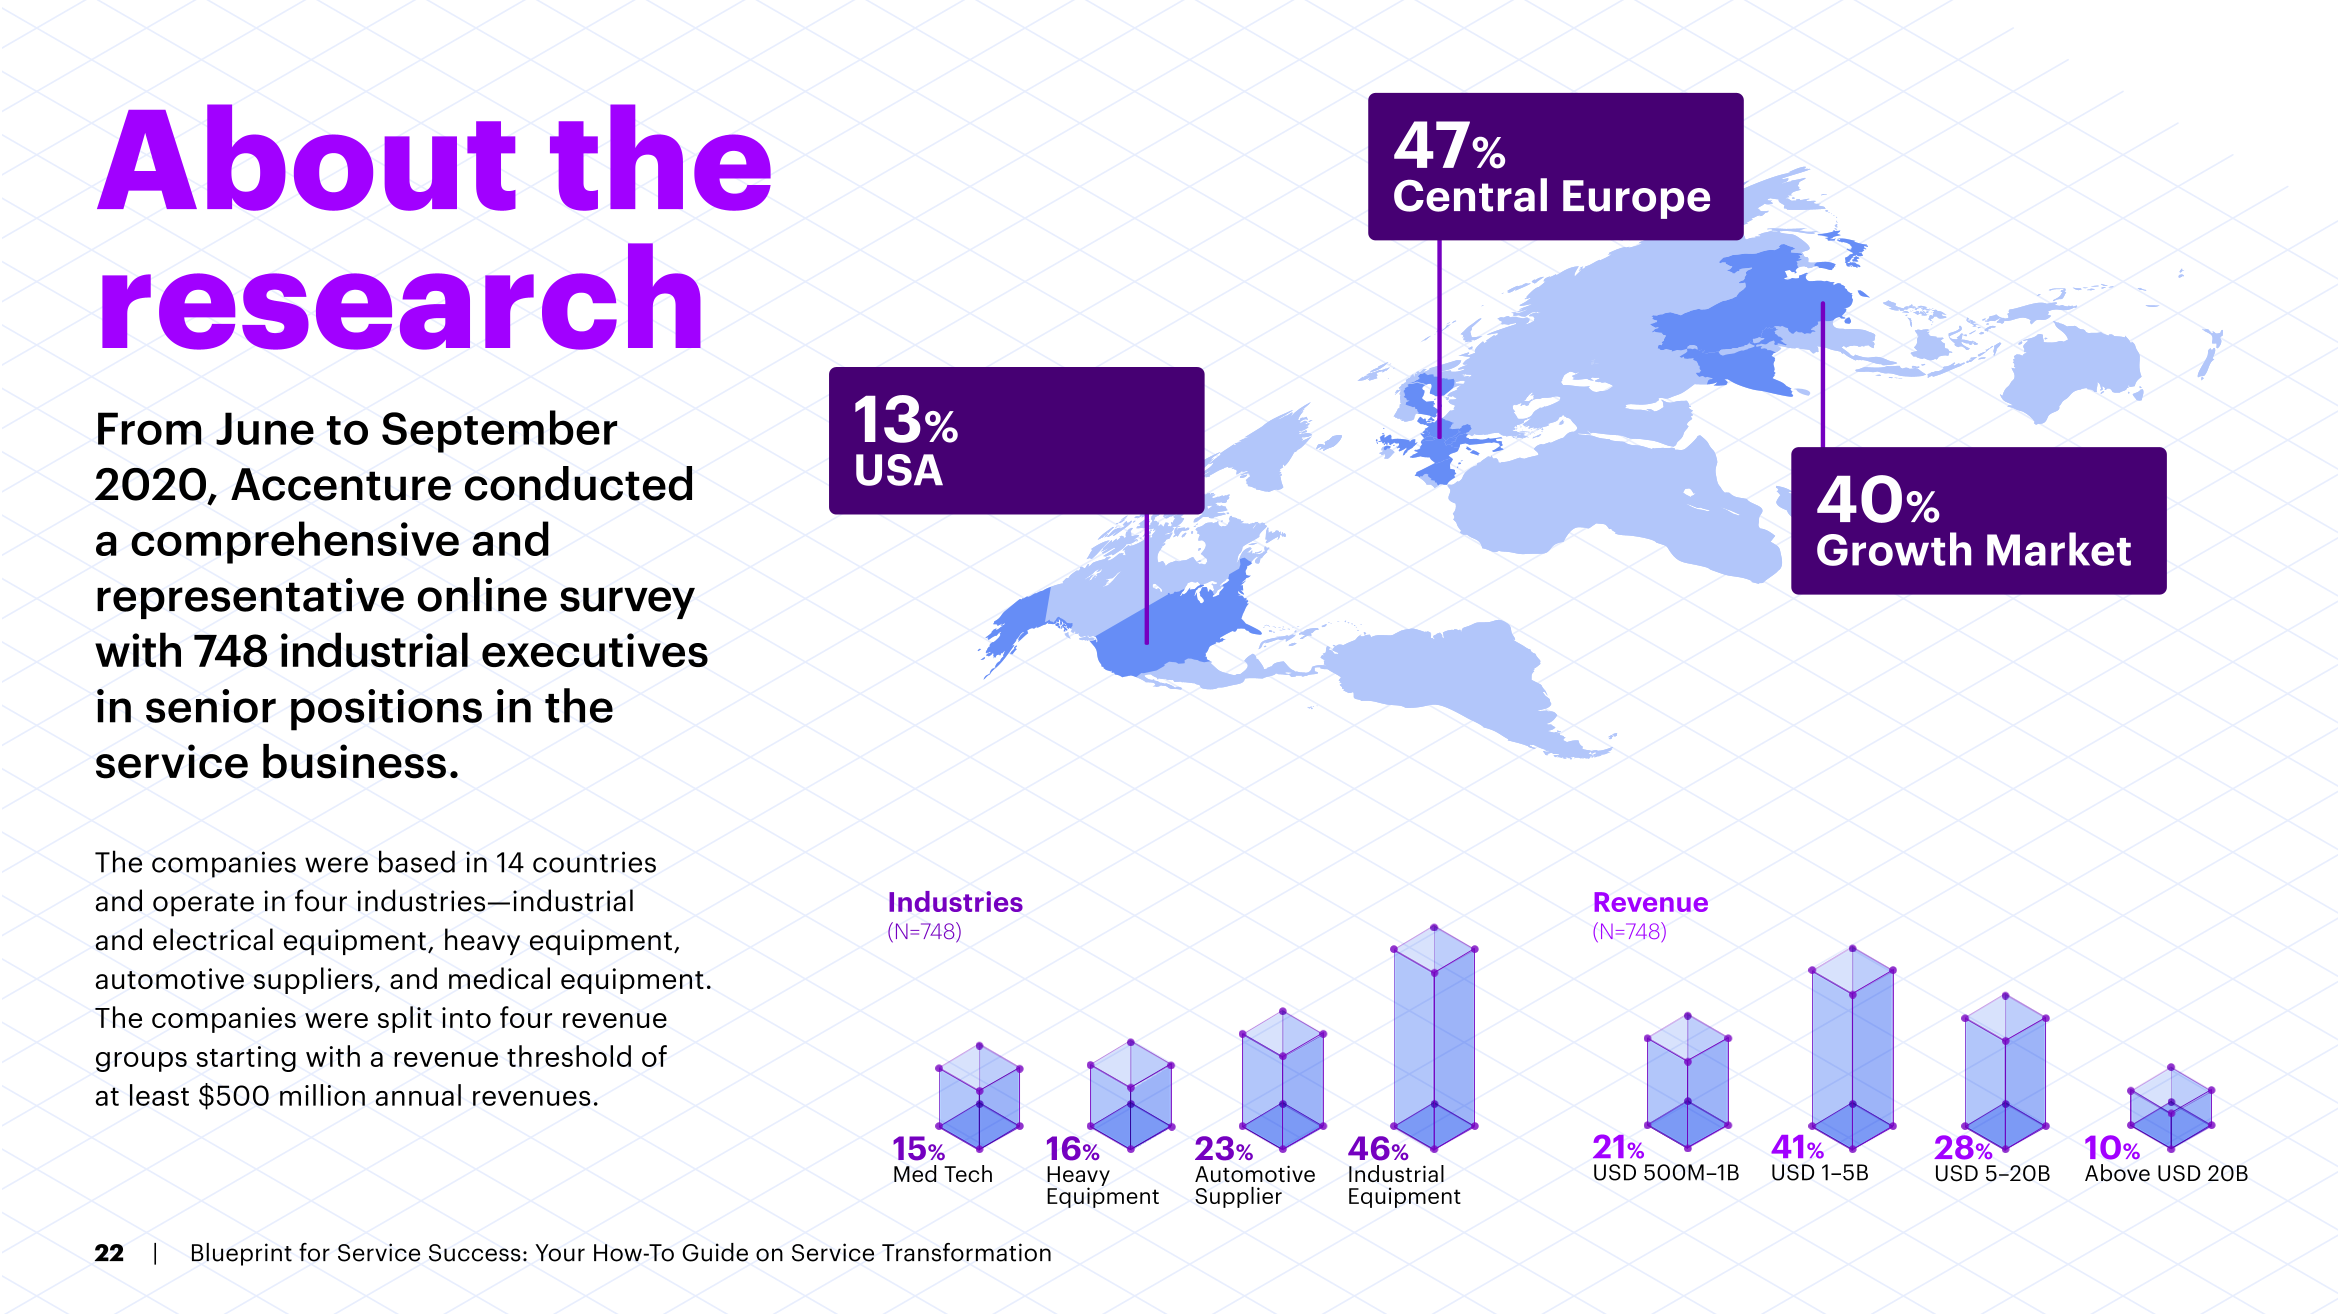 About the
research
From June to September
2020, Accenture conducted
a comprehensive and
representative online survey
with 748 industrial executives
in senior positions in the
service business.
The companies were based in 14 countries
and operate in four industries—industrial
and electrical equipment, heavy equipment,
automotive suppliers, and medical equipment.
The companies were split into four revenue
groups starting with a revenue threshold of
at least $500 million annual revenues.
47%
Central Europe
13%
USA
40%
Growth Market
Industries
(N=748)
15%
Med Tech
16%
Heavy
Equipment
23%
Automotive
Supplier
46%
Industrial
Equipment
Revenue
(N=748)
21%
USD 500M–1B
41%
USD 1–5B
28%
USD 5–20B
10%
Above USD 20B
22 | Blueprint for Service Success: Your How-To Guide on Service Transformation